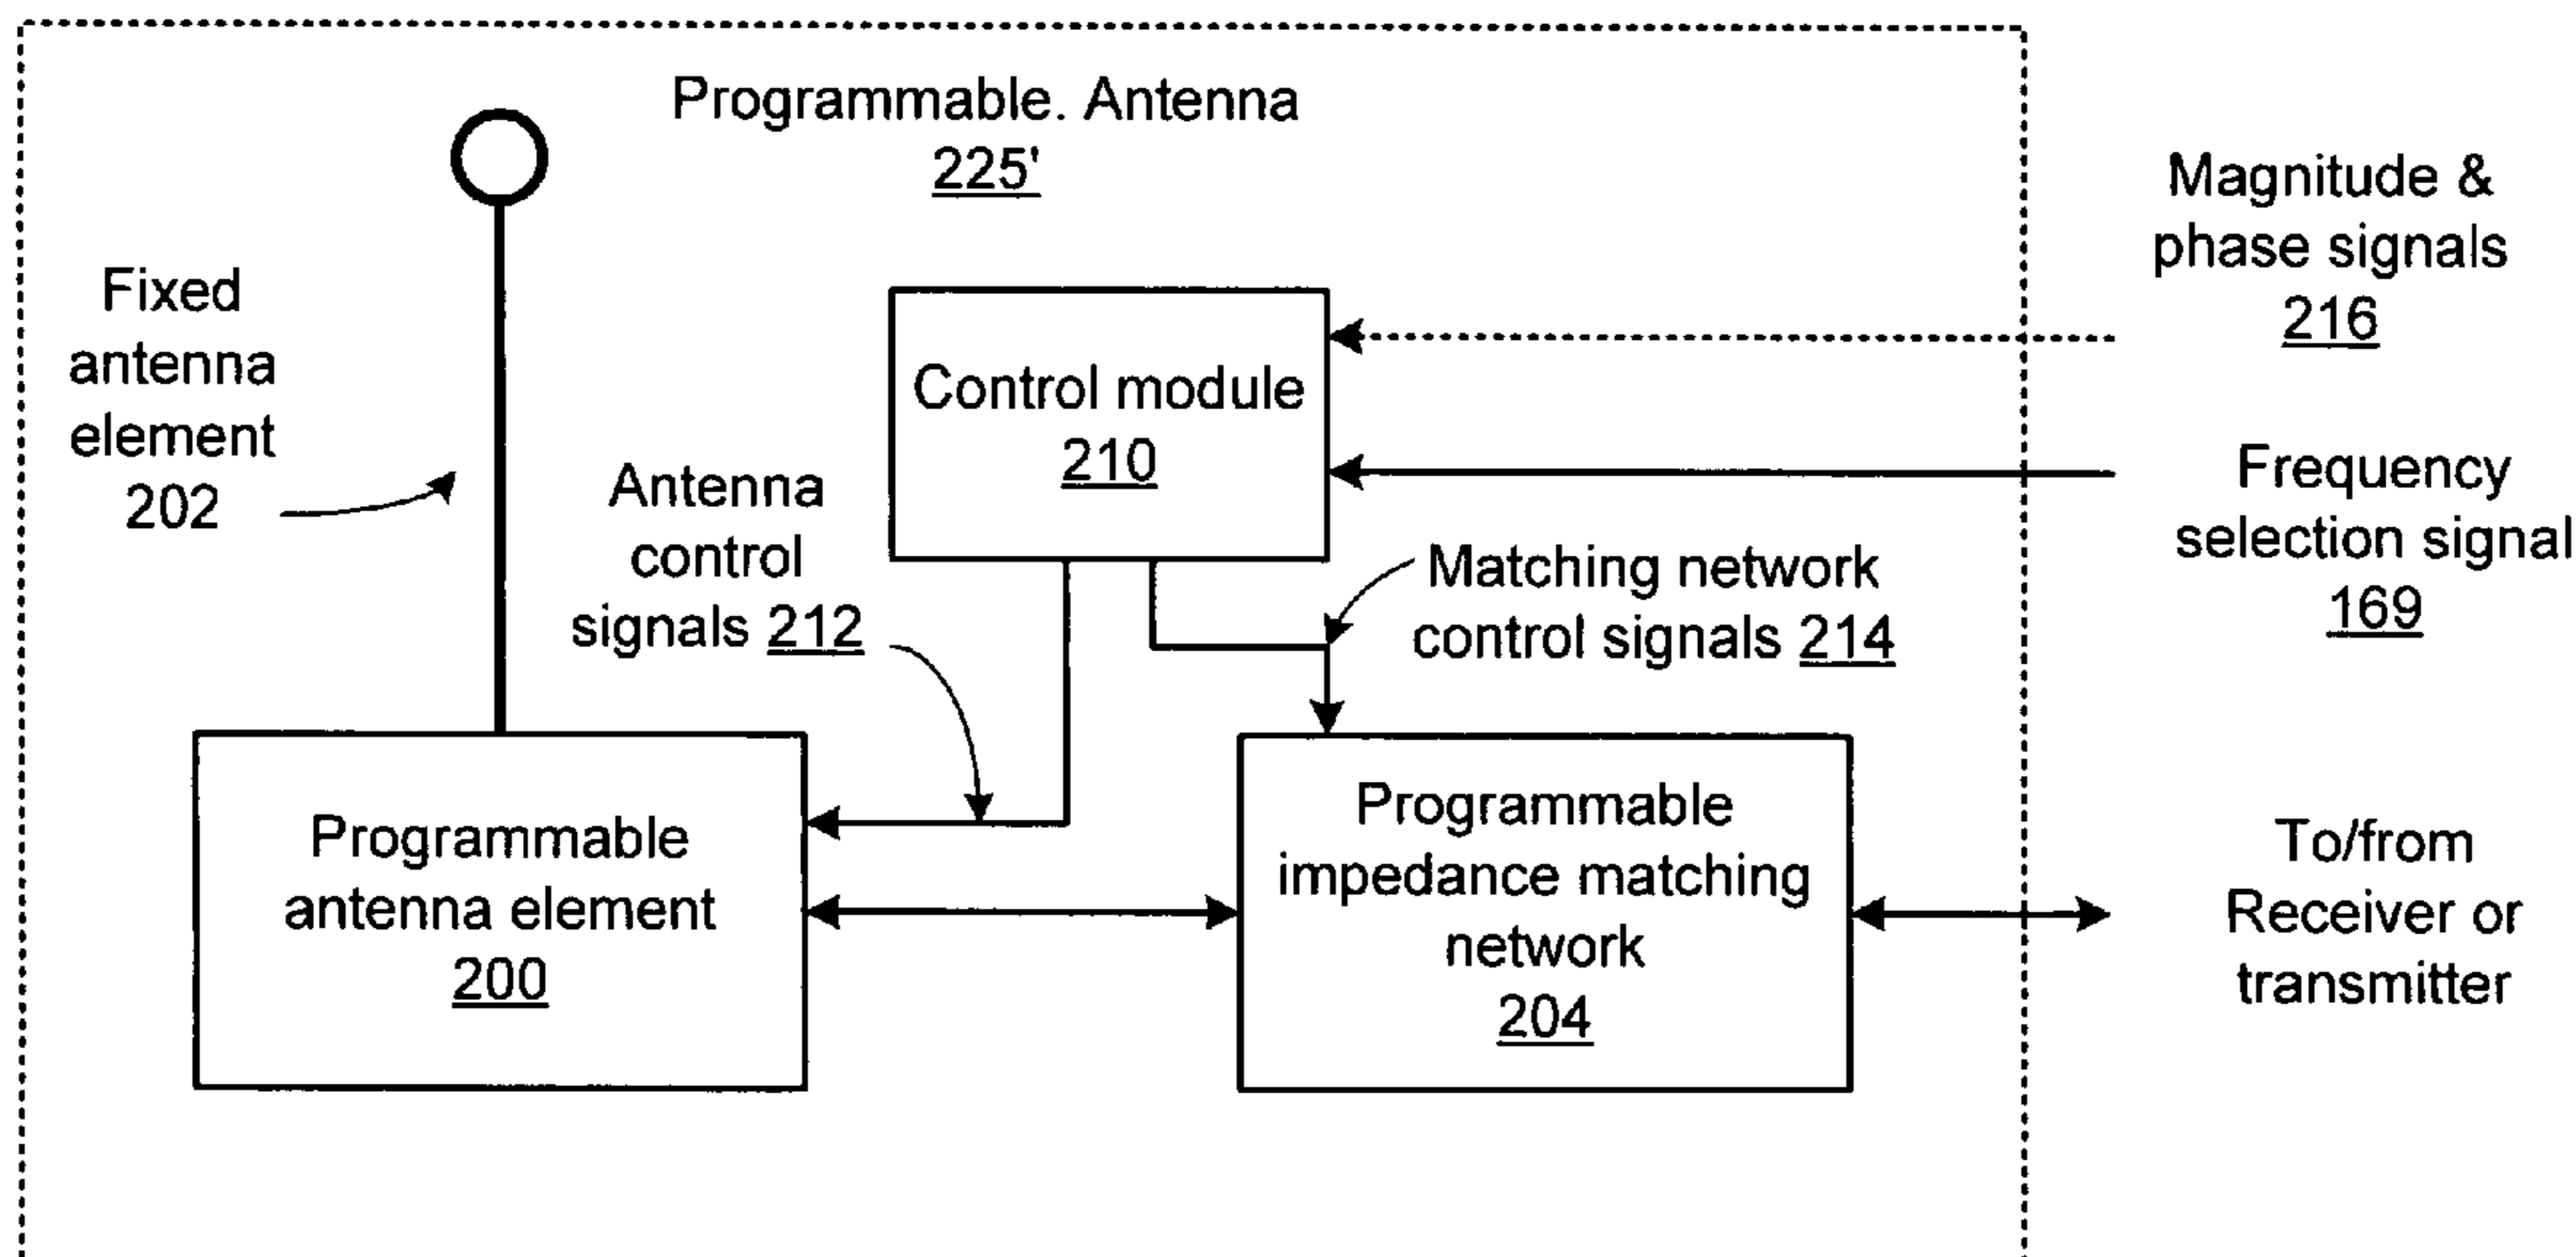 Programmable. Antenna
225'
Magnitude &
phase signals
216
Fixed
antenna
element
202
Control module
210
Frequency
selection signal
169
Antenna
control
signals 212
Matching network
control signals 214
Programmable
antenna element
200
Programmable
impedance matching
network
204
To/from
Receiver or
transmitter